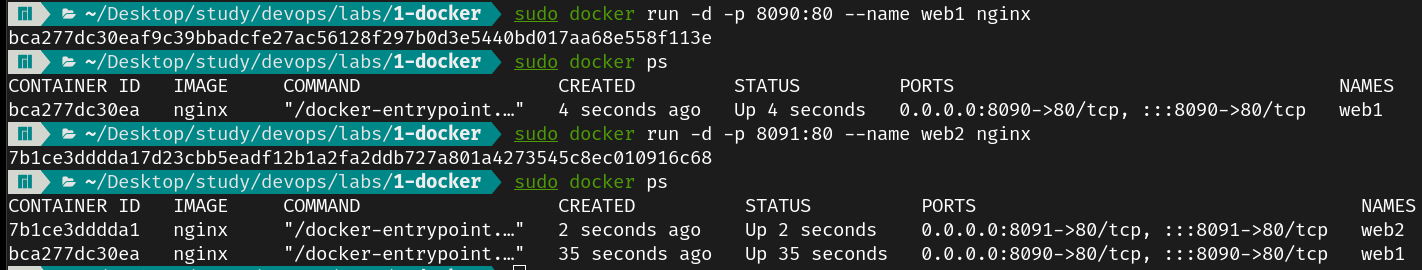 ~/Desktop/study/devops/labs/1-docker sudo docker run -d -p 8090:80 --name web1 nginx
bca277dc30eaf9c39bbadcfe27ac56128f297b0d3e5440bd017aa68e558f113e
~/Desktop/study/devops/labs/1-docker sudo docker ps
CONTAINER ID IMAGE COMMAND CREATED STATUS PORTS NAMES
bca277dc30ea nginx "/docker-entrypoint.…" 4 seconds ago Up 4 seconds 0.0.0.0:8090->80/tcp, :::8090->80/tcp web1
~/Desktop/study/devops/labs/1-docker sudo docker run -d -p 8091:80 --name web2 nginx
7b1ce3dddda17d23cbb5eadf12b1a2fa2ddb727a801a4273545c8ec010916c68
~/Desktop/study/devops/labs/1-docker sudo docker ps
CONTAINER ID IMAGE COMMAND CREATED STATUS PORTS NAMES
7b1ce3dddda1 nginx "/docker-entrypoint.…" 2 seconds ago Up 2 seconds 0.0.0.0:8091->80/tcp, :::8091->80/tcp web2
bca277dc30ea nginx "/docker-entrypoint.…" 35 seconds ago Up 35 seconds 0.0.0.0:8090->80/tcp, :::8090->80/tcp web1